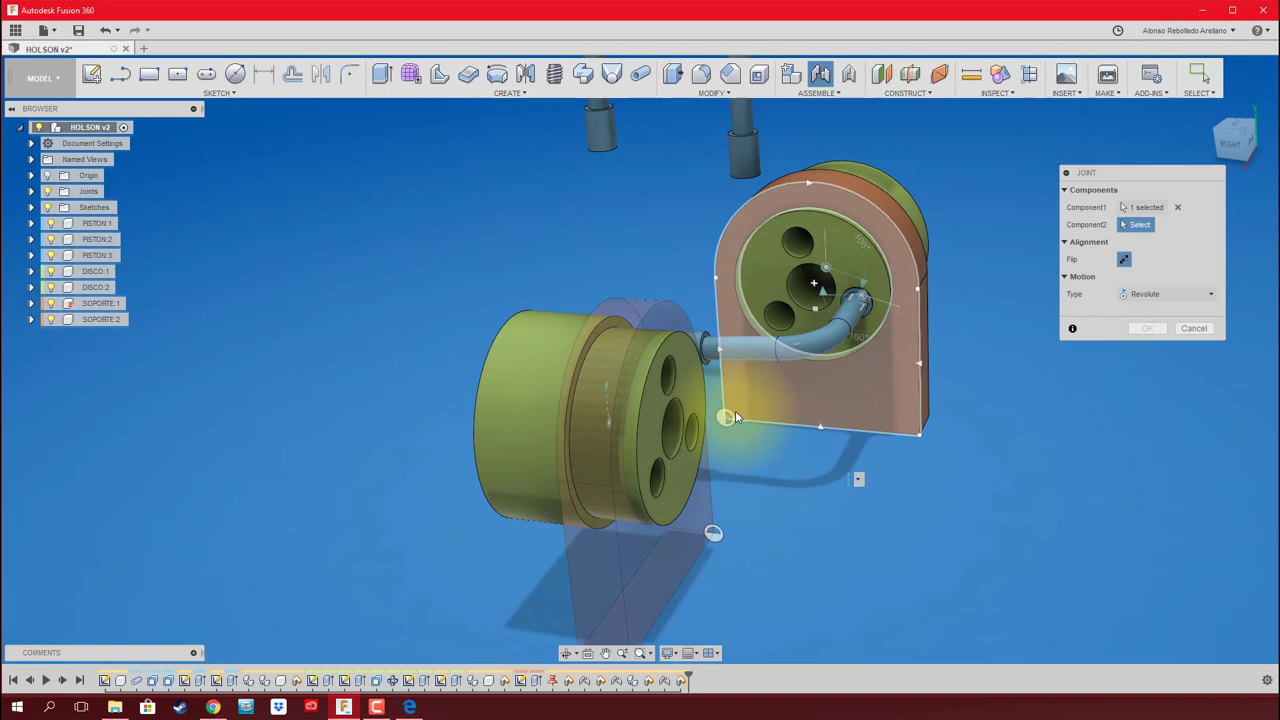 Autodesk Fusion 360
Alonso Rebolledo Arellano
HOLSON v2*
MODEL
SKETCH
CREATE
MODIFY
ASSEMBLE
CONSTRUCT
INSPECT
INSERT
MAKE
ADD-INS
SELECT
BROWSER
HOLSON v2
Document Settings
Named Views
Origin
Joints
Sketches
PISTON:1
PISTON:2
PISTON:3
DISCO:1
DISCO:2
SOPORTE:1
SOPORTE:2
RIGHT
JOINT
Components
Component1 1 selected
Component2 Select
Alignment
Flip
Motion
Type Revolute
OK Cancel
106°
160°
COMMENTS